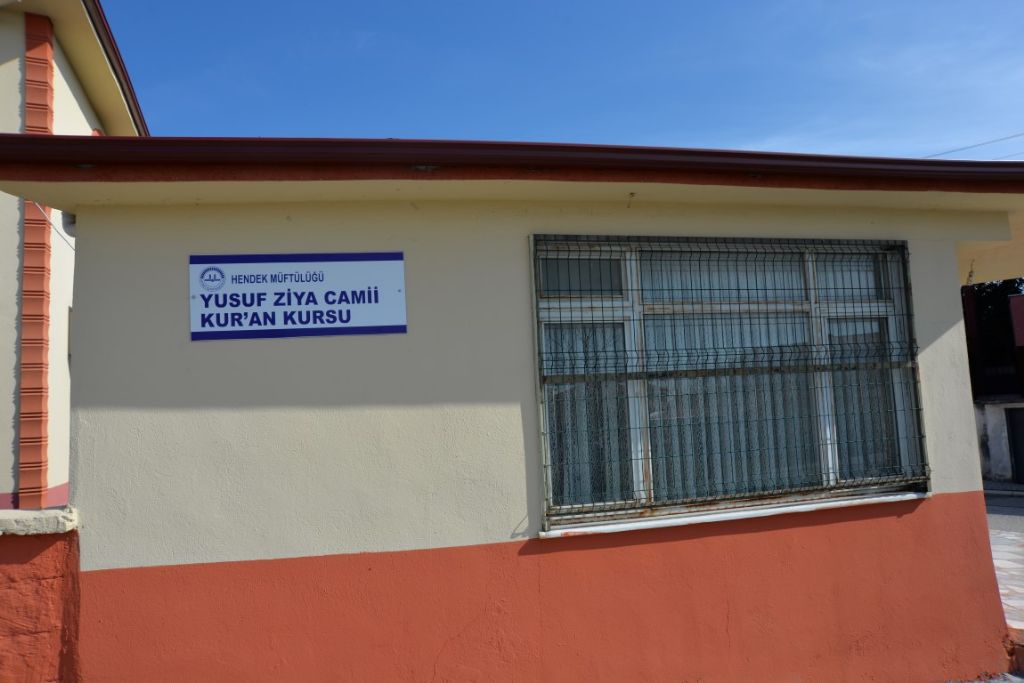 HENDEK MÜFTÜLÜĞÜ
YUSUF ZİYA CAMİİ
KUR'AN KURSU